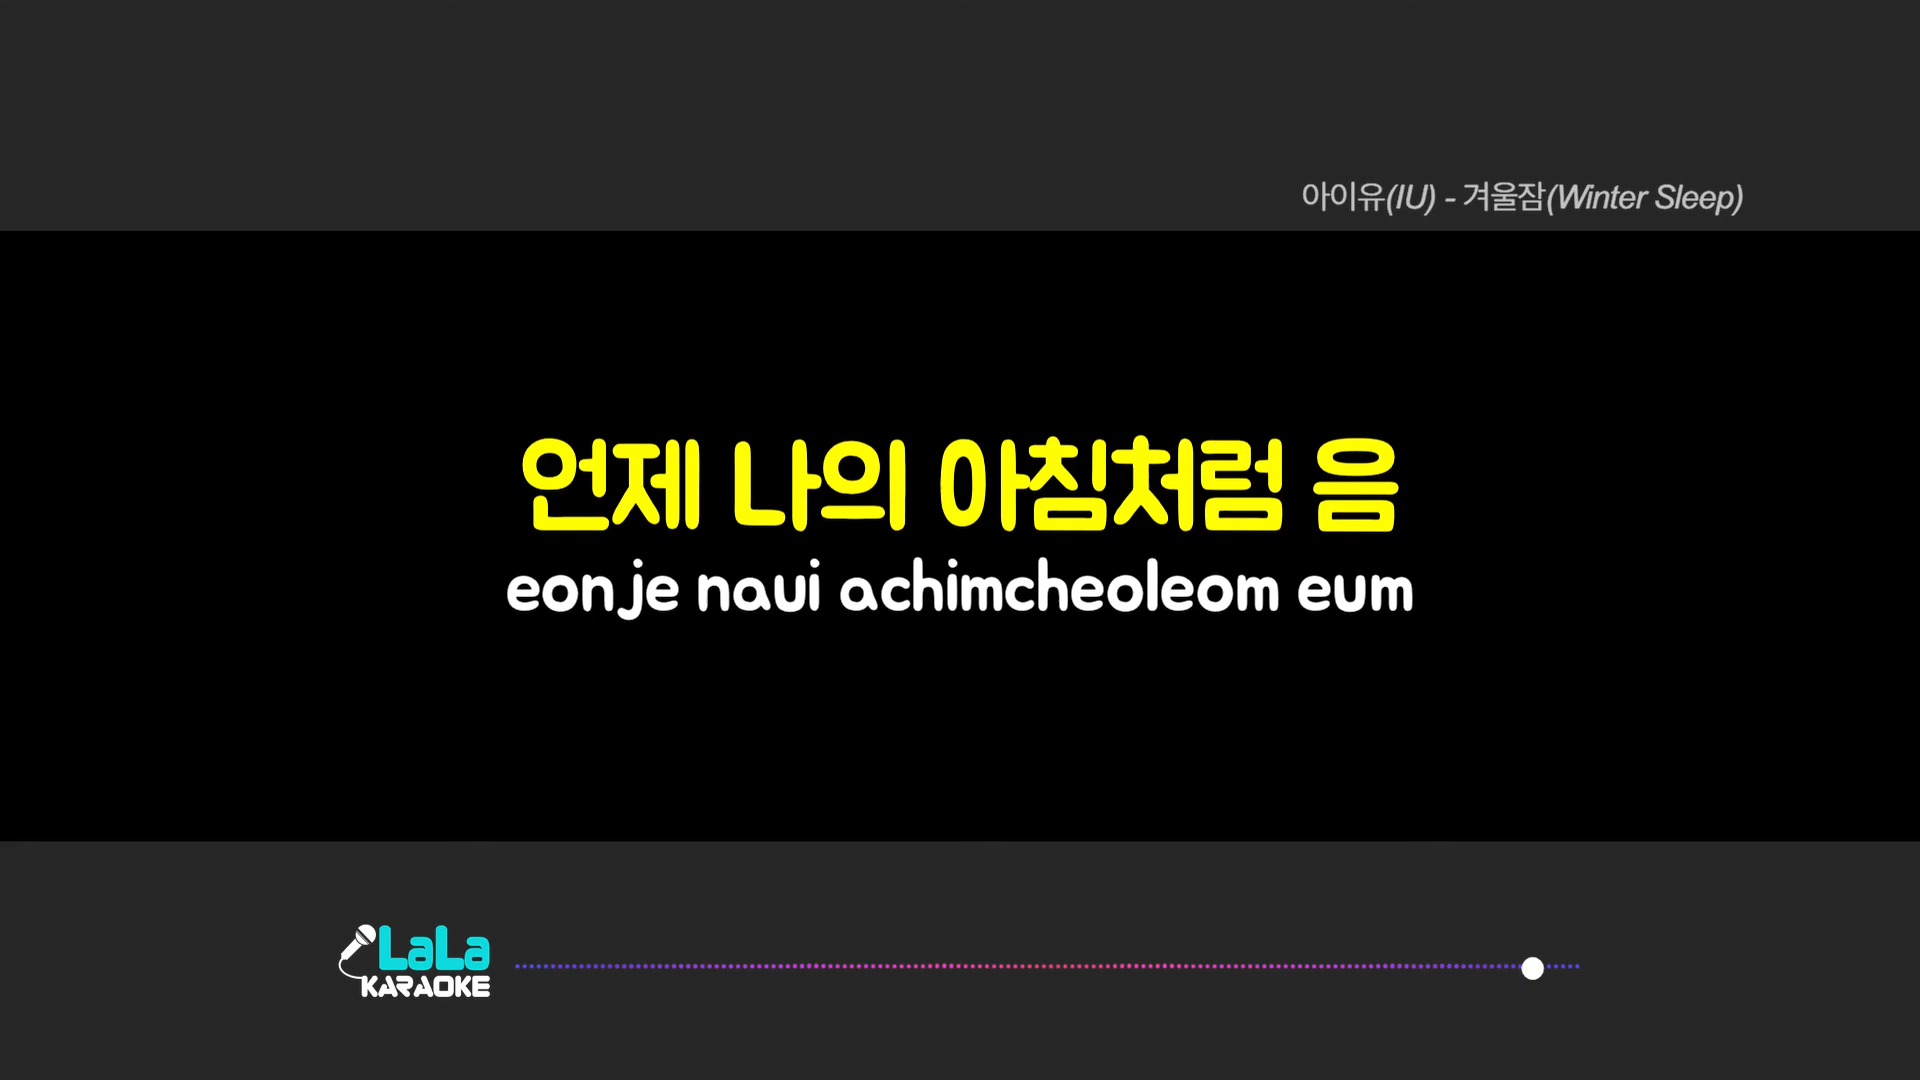 아이유(IU) - 겨울잠(Winter Sleep)
언제 나의 아침처럼 음
eonje naui achimcheoleom eum
LaLa
KARAOKE